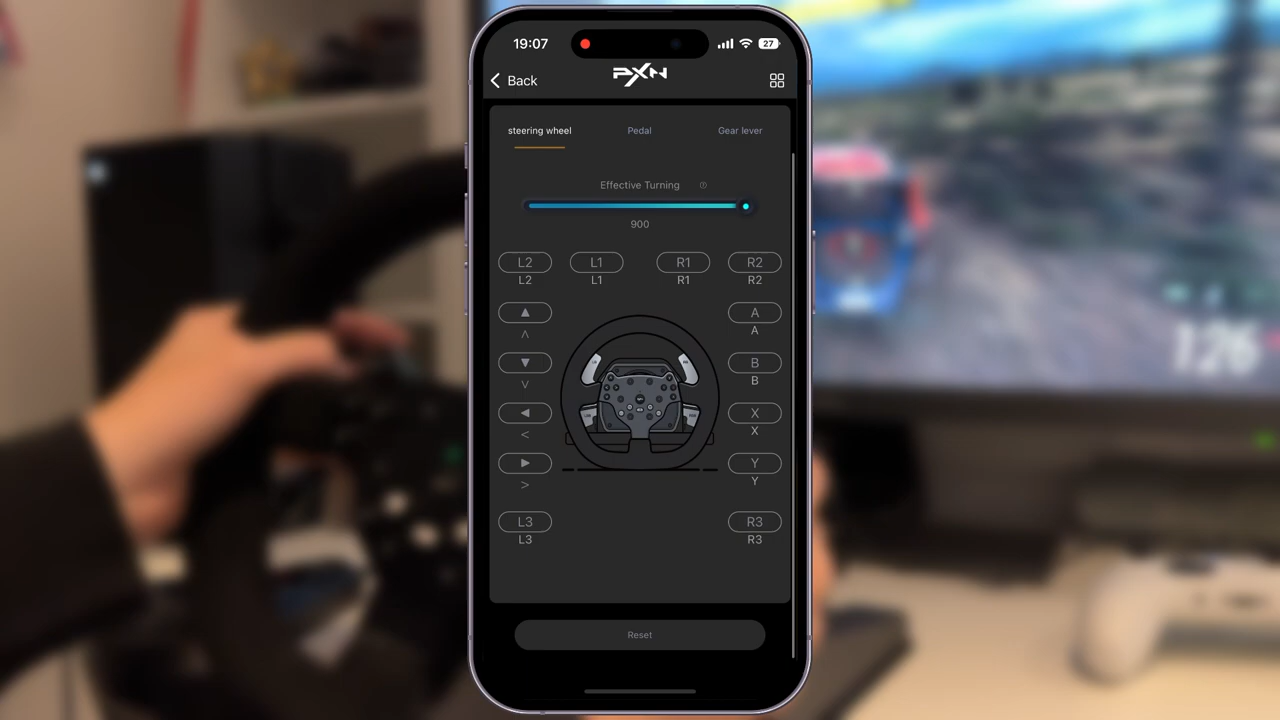 19:07
27
Back
PXN
steering wheel Pedal Gear lever
Effective Turning
900
L2 L1 R1 R2
L2 L1 R1 R2
A
A
B
B
X
X
Y
Y
L3 R3
L3 R3
Reset
126